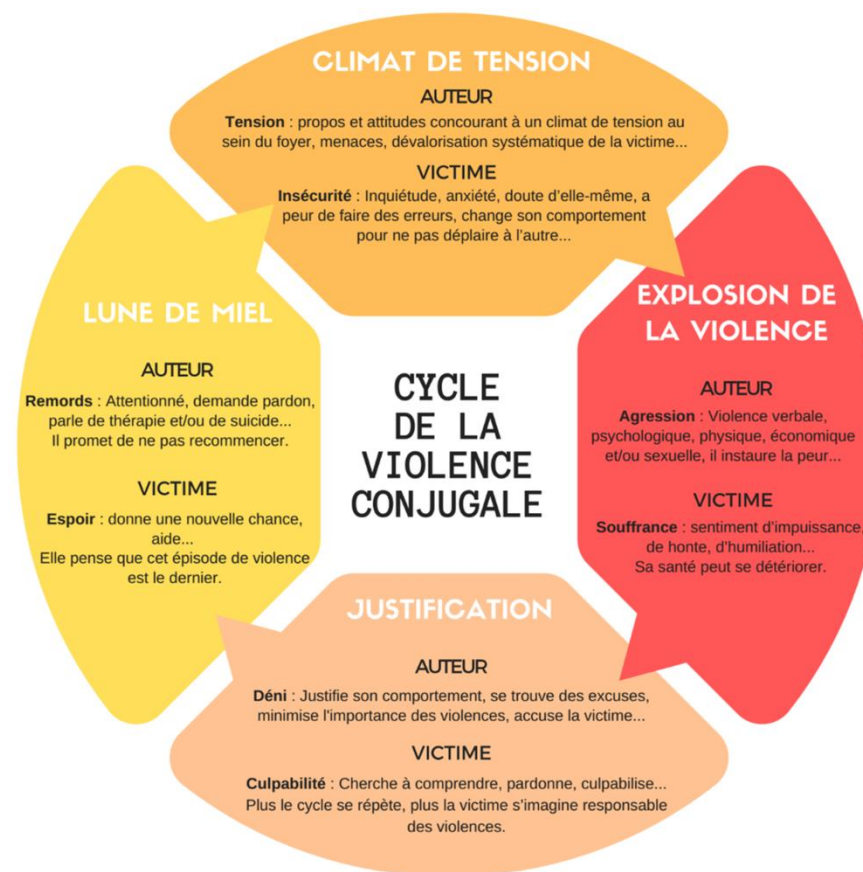 CLIMAT DE TENSION
AUTEUR
Tension : propos et attitudes concourant à un climat de tension au
sein du foyer, menaces, dévalorisation systématique de la victime...
VICTIME
Insécurité : Inquiétude, anxiété, doute d'elle-même, a
peur de faire des erreurs, change son comportement
pour ne pas déplaire à l'autre...
EXPLOSION DE
LA VIOLENCE
AUTEUR
Agression : Violence verbale,
psychologique, physique, économique
et/ou sexuelle, il instaure la peur...
VICTIME
Souffrance : sentiment d'impuissance,
de honte, d'humiliation...
Sa santé peut se détériorer.
JUSTIFICATION
AUTEUR
Déni : Justifie son comportement, se trouve des excuses,
minimise l'importance des violences, accuse la victime...
VICTIME
Culpabilité : Cherche à comprendre, pardonne, culpabilise...
Plus le cycle se répète, plus la victime s'imagine responsable
des violences.
LUNE DE MIEL
AUTEUR
Remords : Attentionné, demande pardon,
parle de thérapie et/ou de suicide...
Il promet de ne pas recommencer.
VICTIME
Espoir : donne une nouvelle chance,
aide...
Elle pense que cet épisode de violence
est le dernier.
CYCLE
DE LA
VIOLENCE
CONJUGALE